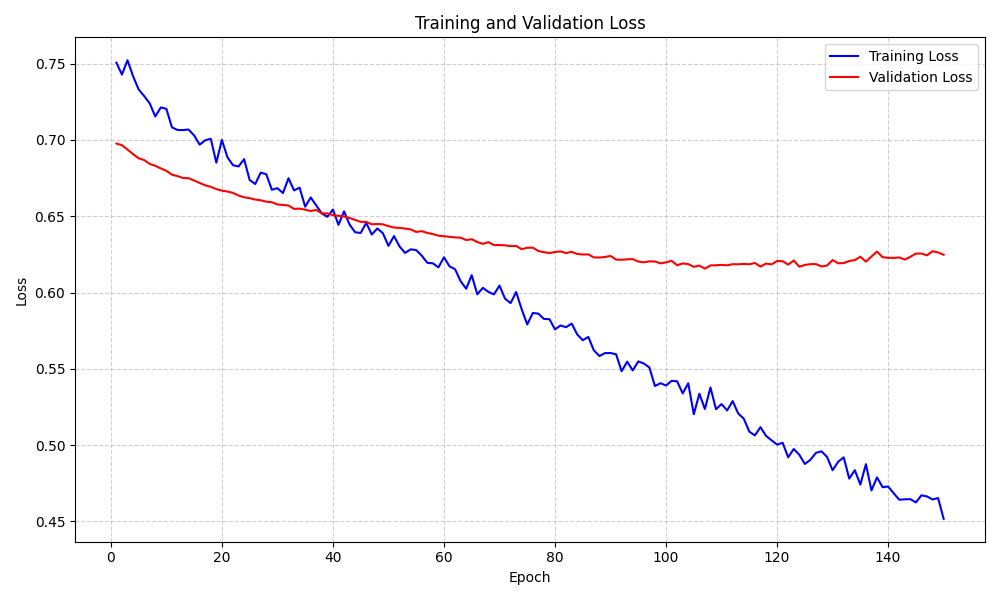 Training and Validation Loss
Training Loss
Validation Loss
Loss
0.75
0.70
0.65
0.60
0.55
0.50
0.45
0 20 40 60 80 100 120 140
Epoch